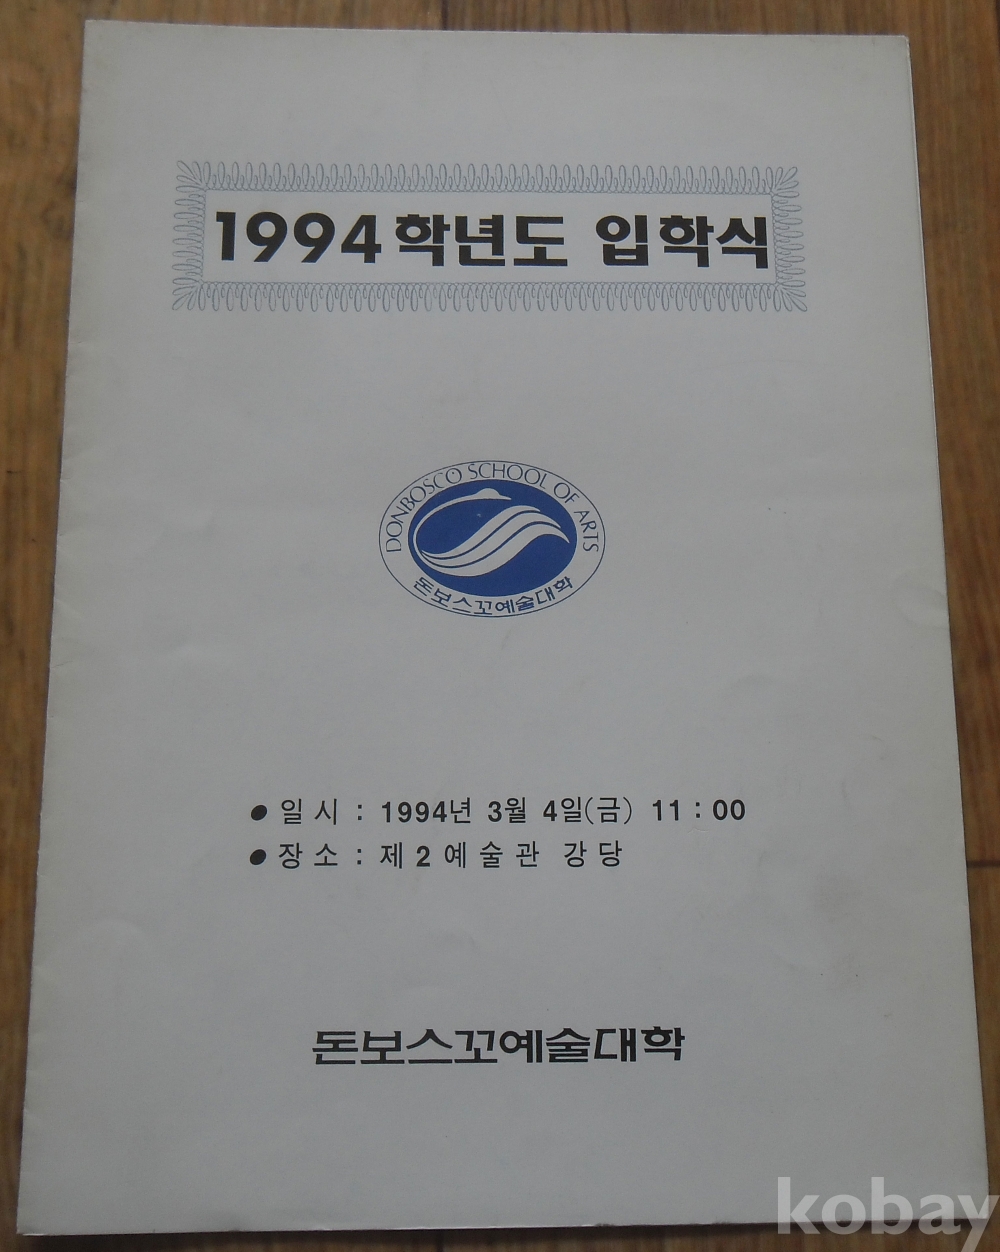 1994학년도 입학식
DONBOSCO SCHOOL OF ARTS
돈보스꼬예술대학
● 일시 : 1994년 3월 4일(금) 11 : 00
● 장소 : 제2예술관 강당
돈보스꼬예술대학
kobay